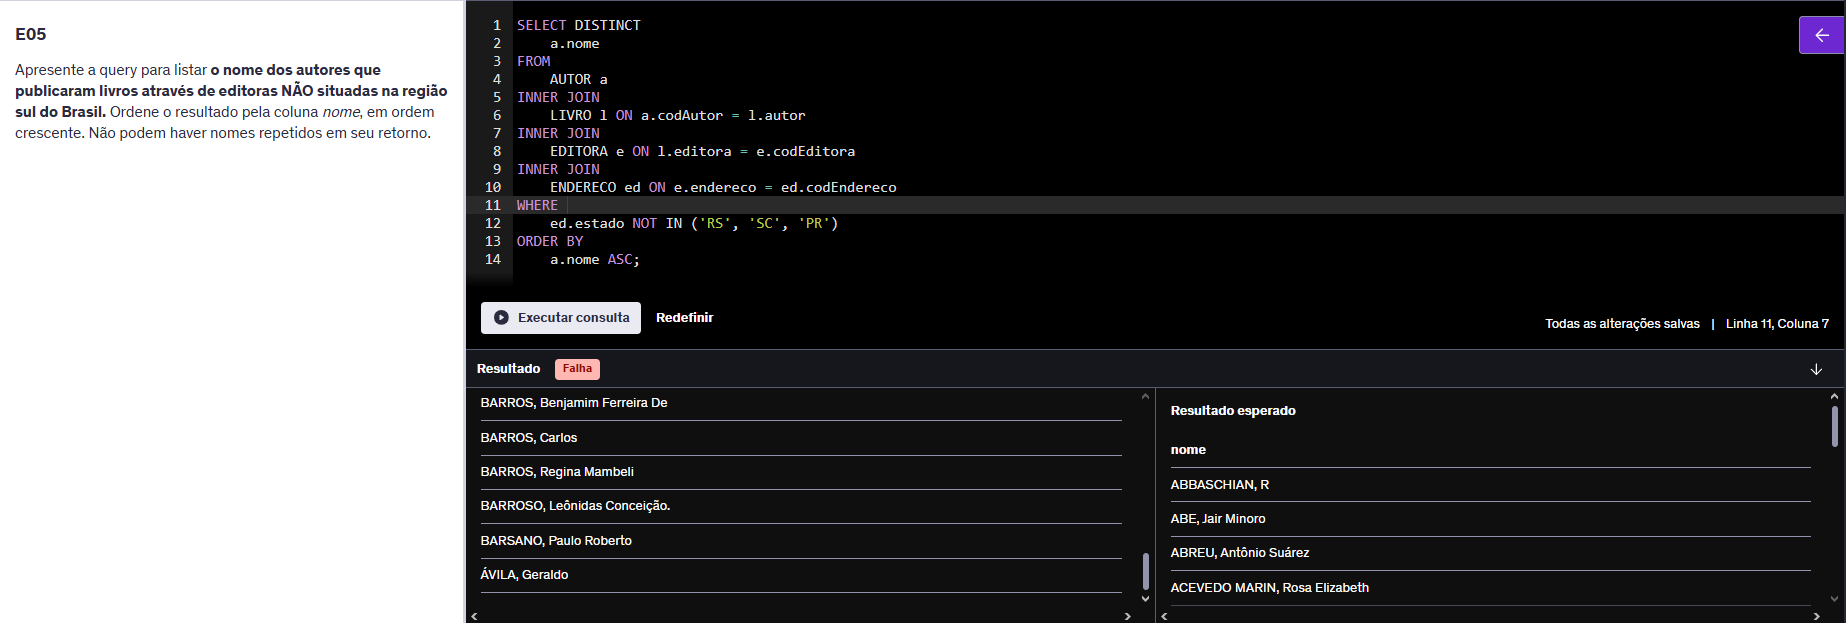 E05
Apresente a query para listar o nome dos autores que
publicaram livros através de editoras NÃO situadas na região
sul do Brasil. Ordene o resultado pela coluna nome, em ordem
crescente. Não podem haver nomes repetidos em seu retorno.
1 SELECT DISTINCT
2     a.nome
3 FROM
4     AUTOR a
5 INNER JOIN
6     LIVRO l ON a.codAutor = l.autor
7 INNER JOIN
8     EDITORA e ON l.editora = e.codEditora
9 INNER JOIN
10     ENDERECO ed ON e.endereco = ed.codEndereco
11 WHERE
12     ed.estado NOT IN ('RS', 'SC', 'PR')
13 ORDER BY
14     a.nome ASC;
Executar consulta Redefinir
Todas as alterações salvas | Linha 11, Coluna 7
Resultado Falha
BARROS, Benjamim Ferreira De
BARROS, Carlos
BARROS, Regina Mambeli
BARROSO, Leônidas Conceição.
BARSANO, Paulo Roberto
ÁVILA, Geraldo
Resultado esperado
nome
ABBASCHIAN, R
ABE, Jair Minoro
ABREU, Antônio Suárez
ACEVEDO MARIN, Rosa Elizabeth